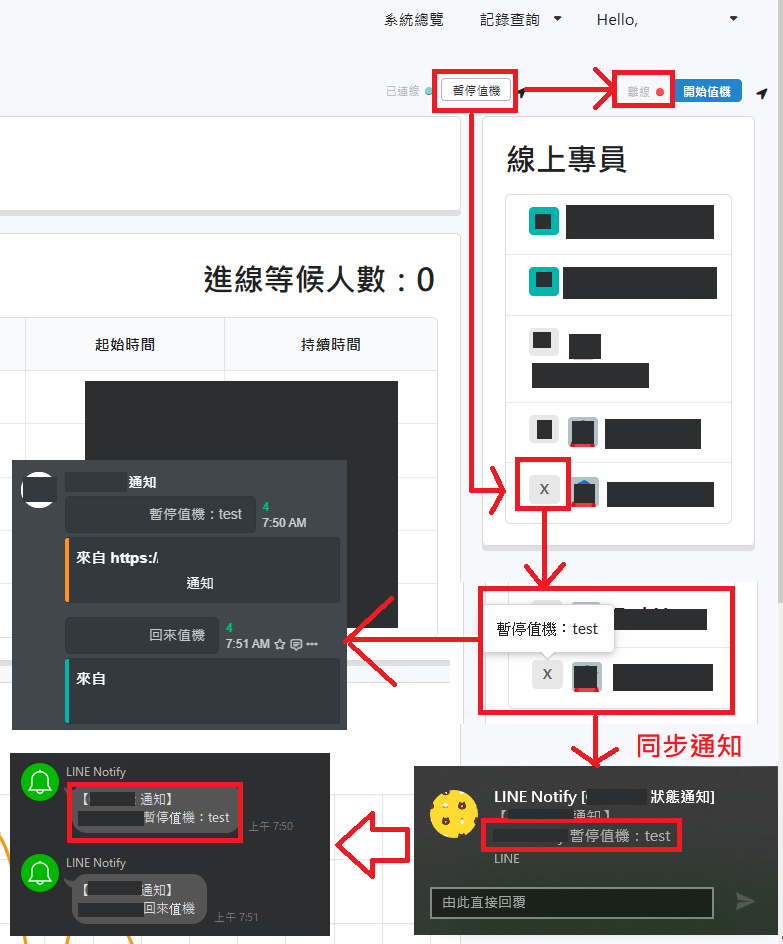 系統總覽 記錄查詢 Hello,
已連線 暫停值機 離線 開始值機
線上專員
進線等候人數：0
起始時間 持續時間
X
通知
暫停值機：test 4
7:50 AM
來自 https:/
通知
回來值機 4
7:51 AM
來自
暫停值機：test
X
同步通知
LINE Notify
【 通知】
暫停值機：test
上午 7:50
LINE Notify
【 通知】
回來值機
上午 7:51
LINE Notify [ 狀態通知]
【 通知】
暫停值機：test
LINE
由此直接回覆